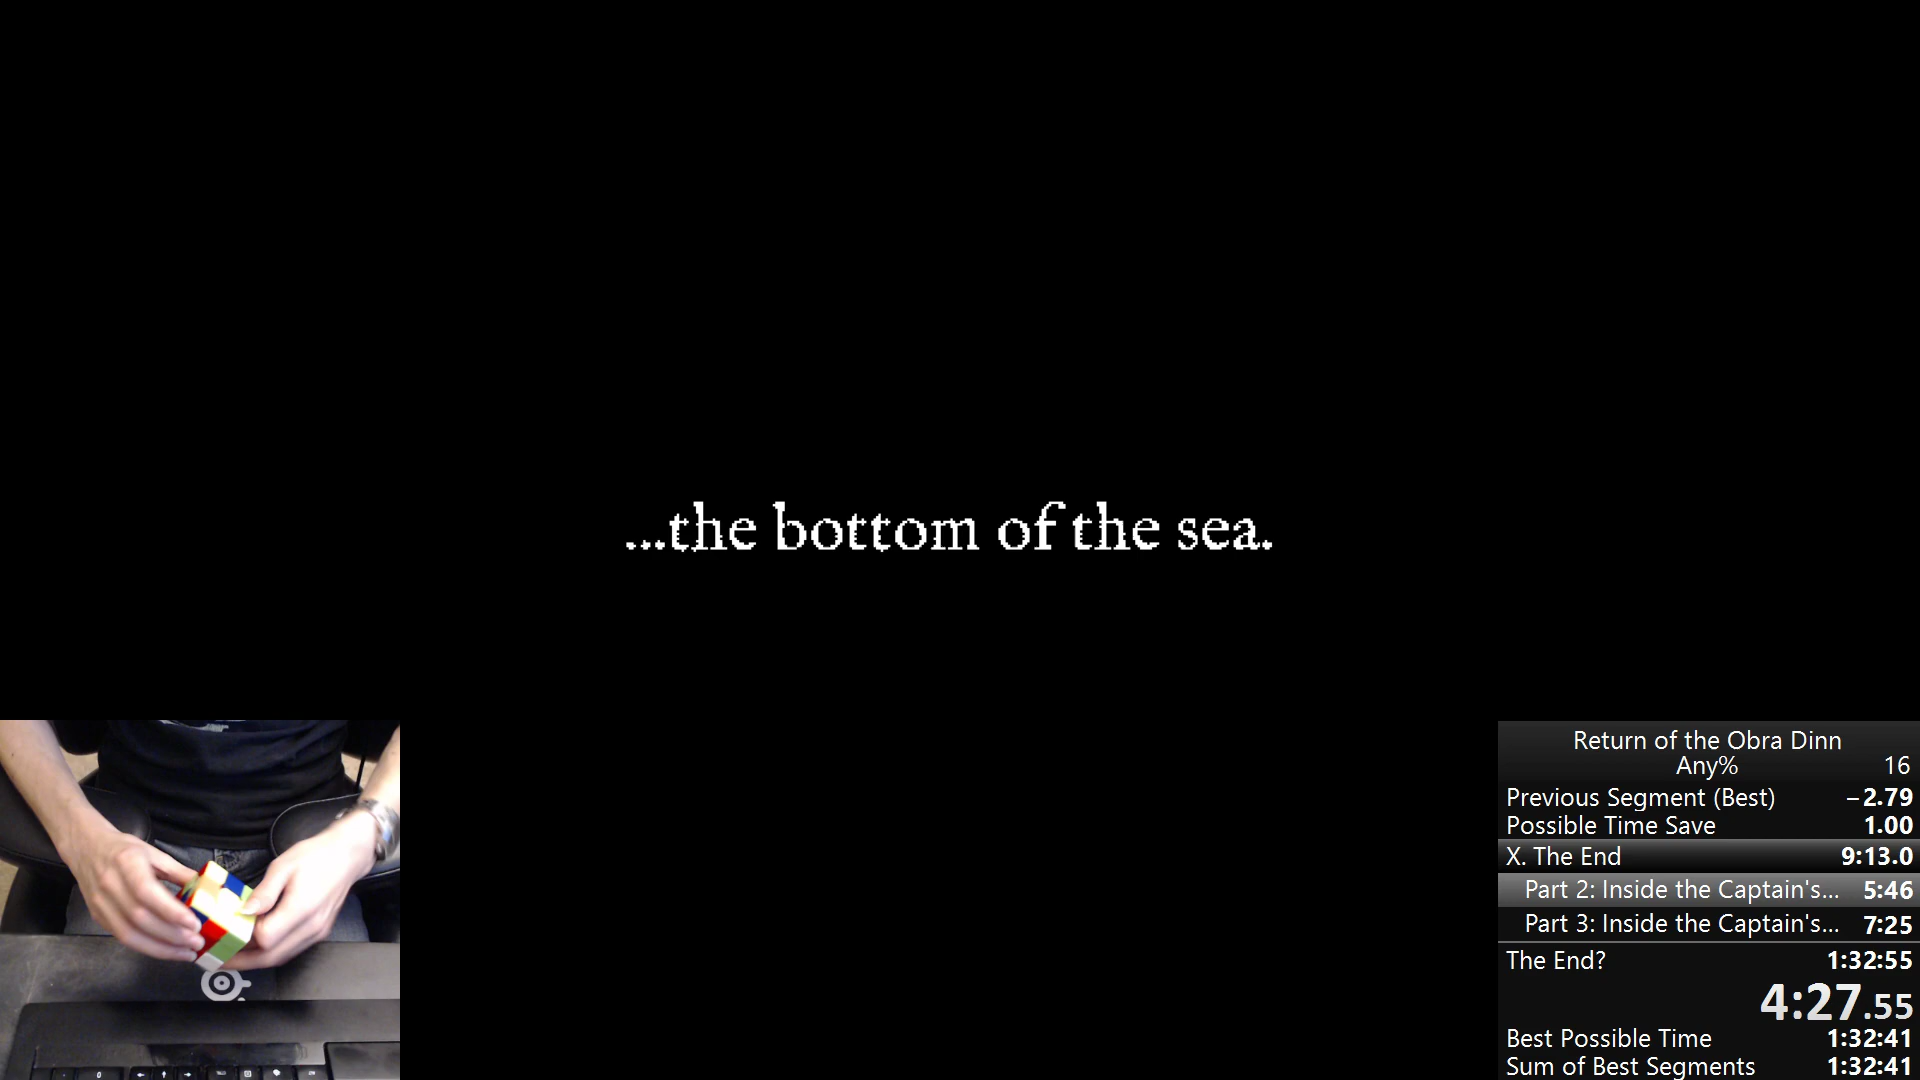 ...the bottom of the sea.
Return of the Obra Dinn
Any%
16
Previous Segment (Best) −2.79
Possible Time Save 1.00
X. The End 9:13.0
Part 2: Inside the Captain's... 5:46
Part 3: Inside the Captain's... 7:25
The End? 1:32:55
4:27.55
Best Possible Time 1:32:41
Sum of Best Segments 1:32:41